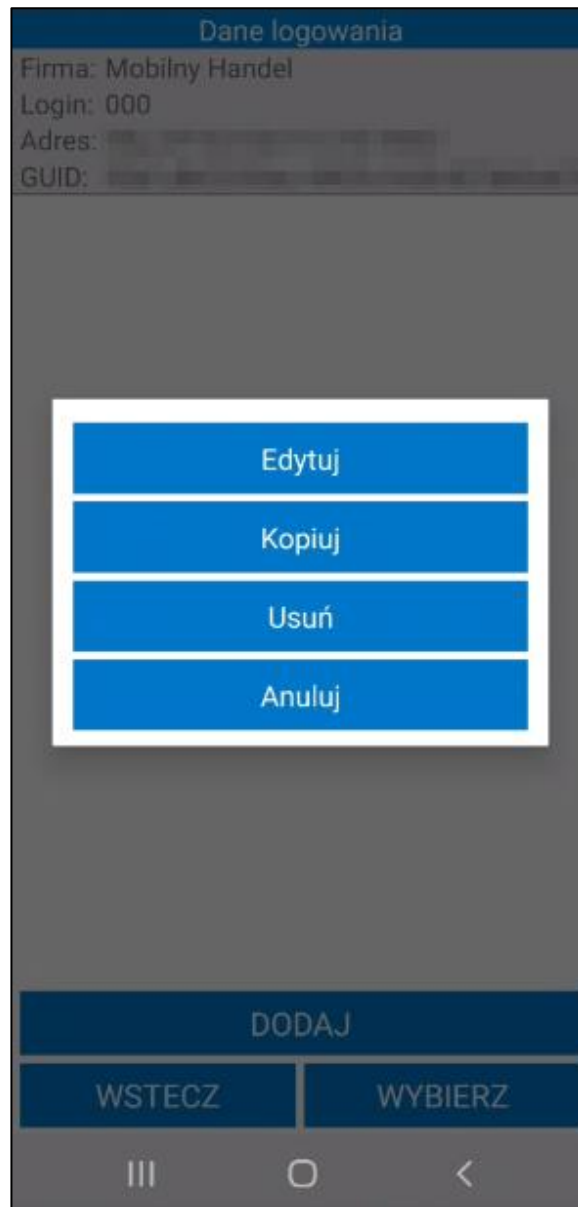 Dane logowania
Firma: Mobilny Handel
Login: 000
Adres:
GUID:
Edytuj
Kopiuj
Usuń
Anuluj
DODAJ
WSTECZ WYBIERZ